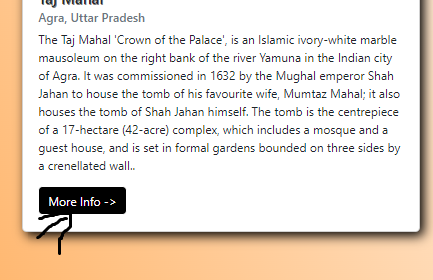 Taj Mahal
Agra, Uttar Pradesh
The Taj Mahal 'Crown of the Palace', is an Islamic ivory-white marble
mausoleum on the right bank of the river Yamuna in the Indian city
of Agra. It was commissioned in 1632 by the Mughal emperor Shah
Jahan to house the tomb of his favourite wife, Mumtaz Mahal; it also
houses the tomb of Shah Jahan himself. The tomb is the centrepiece
of a 17-hectare (42-acre) complex, which includes a mosque and a
guest house, and is set in formal gardens bounded on three sides by
a crenellated wall..
More Info ->